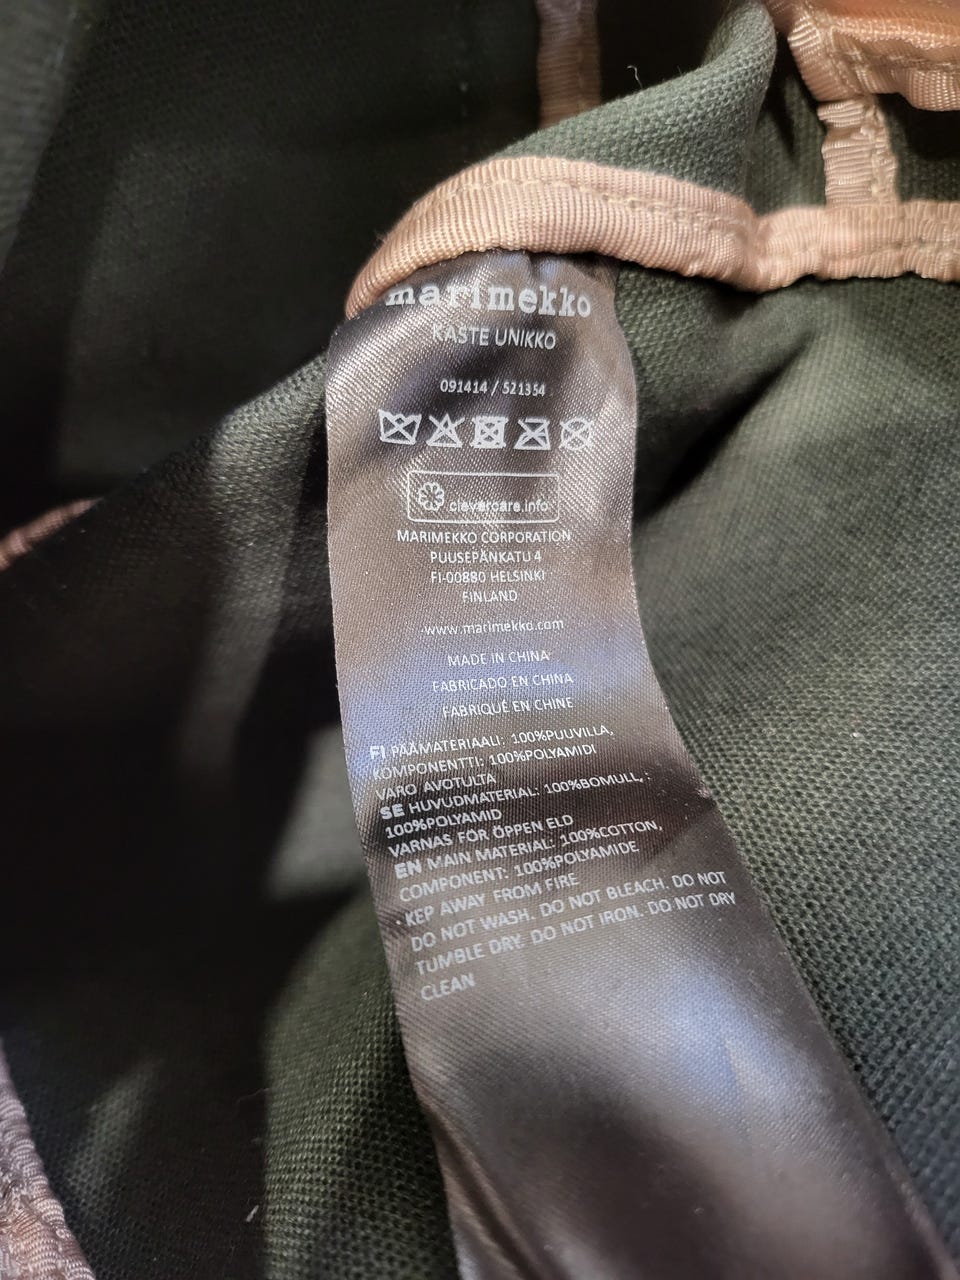 marimekko
KASTE UNIKKO
091414 / 521354
clevercare.info
MARIMEKKO CORPORATION
PUUSEPÄNKATU 4
FI-00880 HELSINKI
FINLAND
www.marimekko.com
MADE IN CHINA
FABRICADO EN CHINA
FABRIQUÉ EN CHINE
FI PÄÄMATERIAALI: 100%PUUVILLA,
KOMPONENTTI: 100%POLYAMIDI
VARO AVOTULTA
SE HUVUDMATERIAL: 100%BOMULL, :
100%POLYAMID
VARNAS FÖR ÖPPEN ELD
EN MAIN MATERIAL: 100%COTTON,
COMPONENT: 100%POLYAMIDE
KEP AWAY FROM FIRE
DO NOT WASH. DO NOT BLEACH. DO NOT
TUMBLE DRY. DO NOT IRON. DO NOT DRY
CLEAN